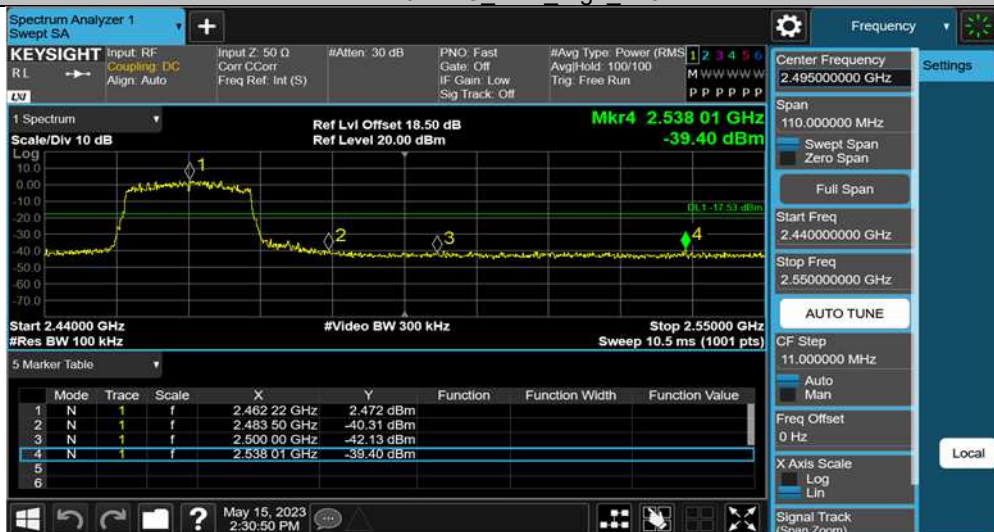 Spectrum Analyzer 1
Swept SA
+
Frequency
KEYSIGHT
RL
LXI
Input: RF
Coupling: DC
Align: Auto
Input Z: 50 Ω
Corr CCorr
Freq Ref: Int (S)
#Atten: 30 dB
PNO: Fast
Gate: Off
IF Gain: Low
Sig Track: Off
#Avg Type: Power (RMS
Avg|Hold: 100/100
Trig: Free Run
1 2 3 4 5 6
M W W W W W
P P P P P P
1 Spectrum
Scale/Div 10 dB
Log
Ref Lvl Offset 18.50 dB
Ref Level 20.00 dBm
Mkr4 2.538 01 GHz
-39.40 dBm
10.0
0.00
-10.0
-20.0
-30.0
-40.0
-50.0
-60.0
-70.0
1
2
3
4
DL1 -17.53 dBm
Start 2.44000 GHz
#Res BW 100 kHz
#Video BW 300 kHz
Stop 2.55000 GHz
Sweep 10.5 ms (1001 pts)
5 Marker Table
Mode Trace Scale X Y Function Function Width Function Value
1 N 1 f 2.462 22 GHz 2.472 dBm
2 N 1 f 2.483 50 GHz -40.31 dBm
3 N 1 f 2.500 00 GHz -42.13 dBm
4 N 1 f 2.538 01 GHz -39.40 dBm
5
6
?
May 15, 2023
2:30:50 PM
Center Frequency
2.495000000 GHz
Settings
Span
110.000000 MHz
Swept Span
Zero Span
Full Span
Start Freq
2.440000000 GHz
Stop Freq
2.550000000 GHz
AUTO TUNE
CF Step
11.000000 MHz
Auto
Man
Freq Offset
0 Hz
Local
X Axis Scale
Log
Lin
Signal Track
(Span Zoom)